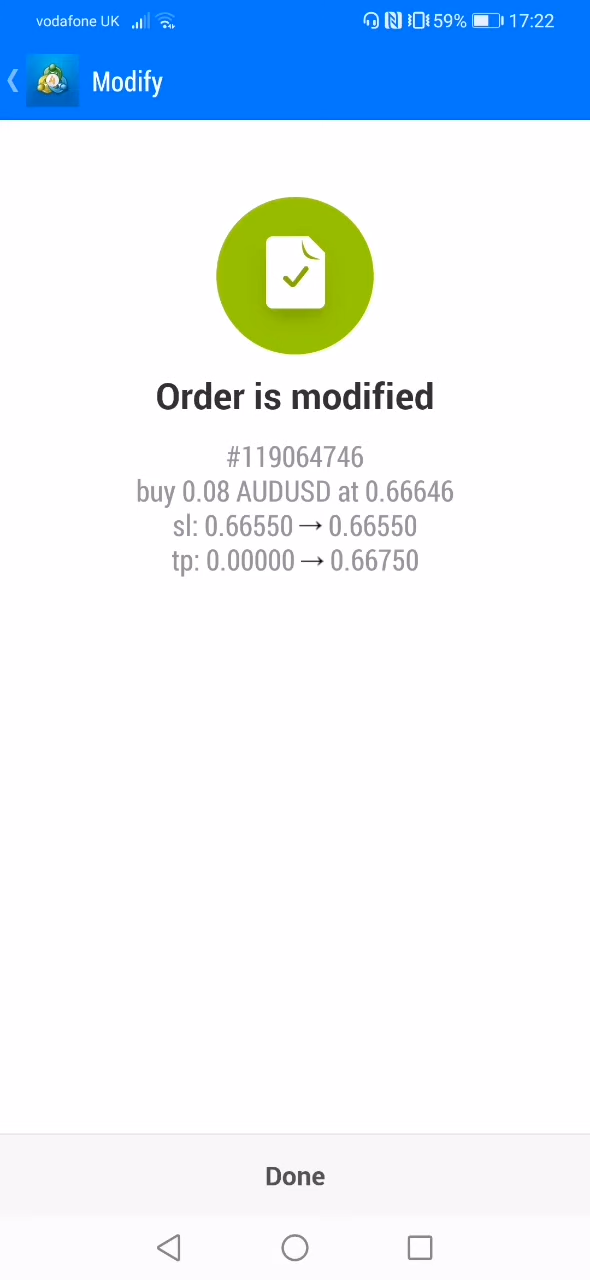 vodafone UK 59% 17:22
Modify
Order is modified
#119064746
buy 0.08 AUDUSD at 0.66646
sl: 0.66550 → 0.66550
tp: 0.00000 → 0.66750
Done